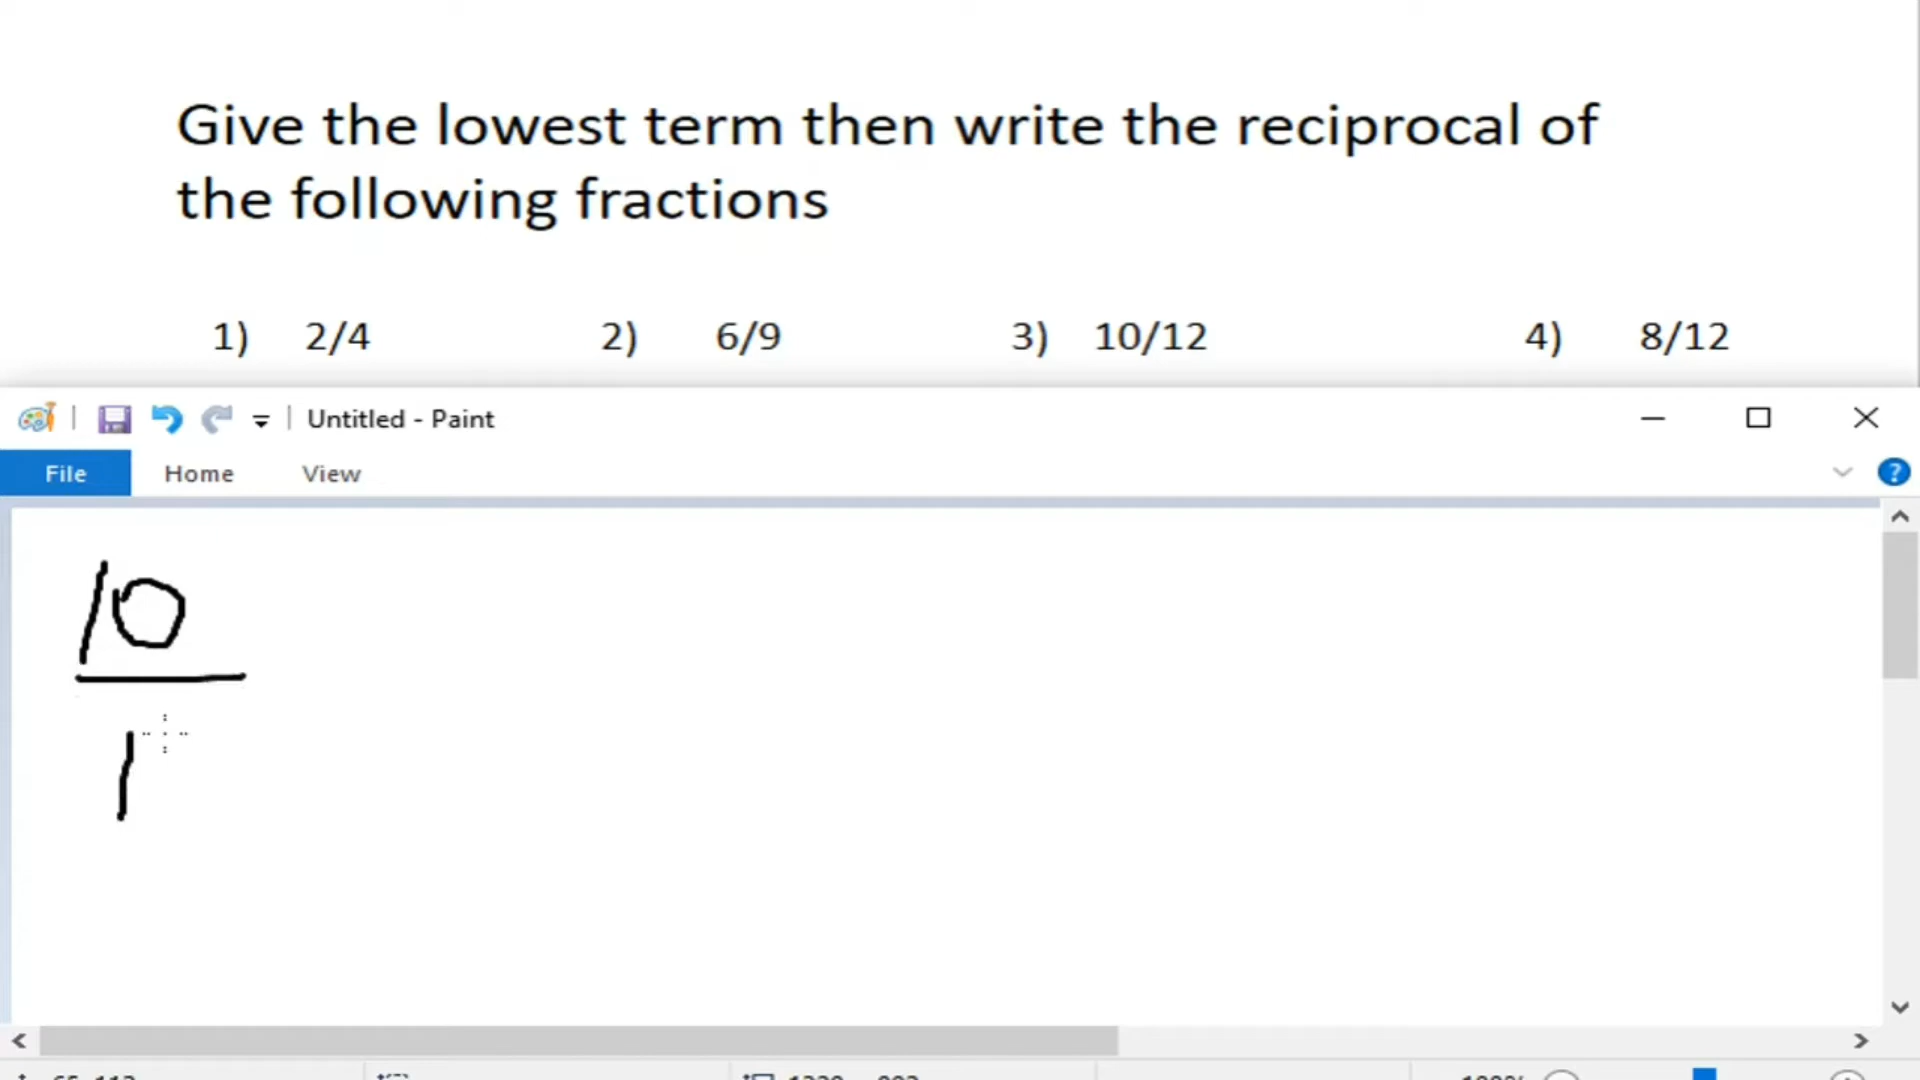 Give the lowest term then write the reciprocal of
the following fractions
1) 2/4 2) 6/9 3) 10/12 4) 8/12
Untitled - Paint
File Home View
10
1